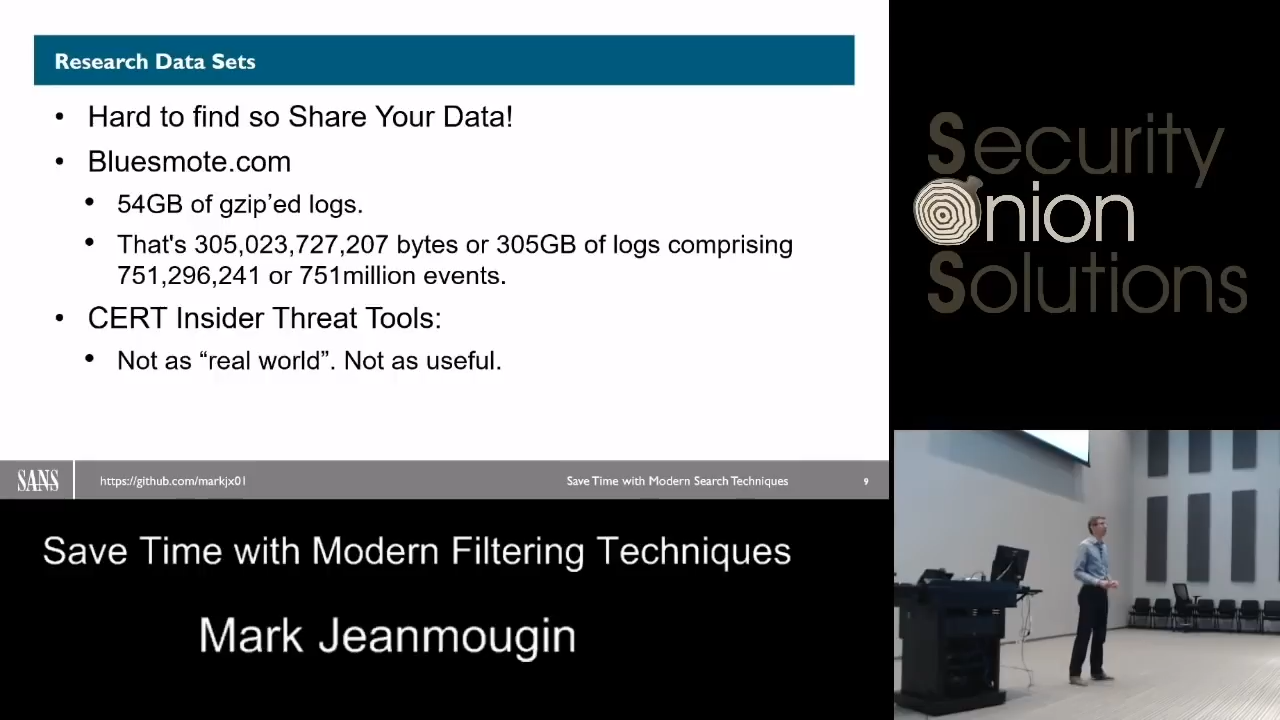 Research Data Sets
• Hard to find so Share Your Data!
• Bluesmote.com
• 54GB of gzip’ed logs.
• That's 305,023,727,207 bytes or 305GB of logs comprising
751,296,241 or 751million events.
• CERT Insider Threat Tools:
• Not as “real world”. Not as useful.
SANS
https://github.com/markjx01
Save Time with Modern Search Techniques
9
Save Time with Modern Filtering Techniques
Mark Jeanmougin
Security
Onion
Solutions